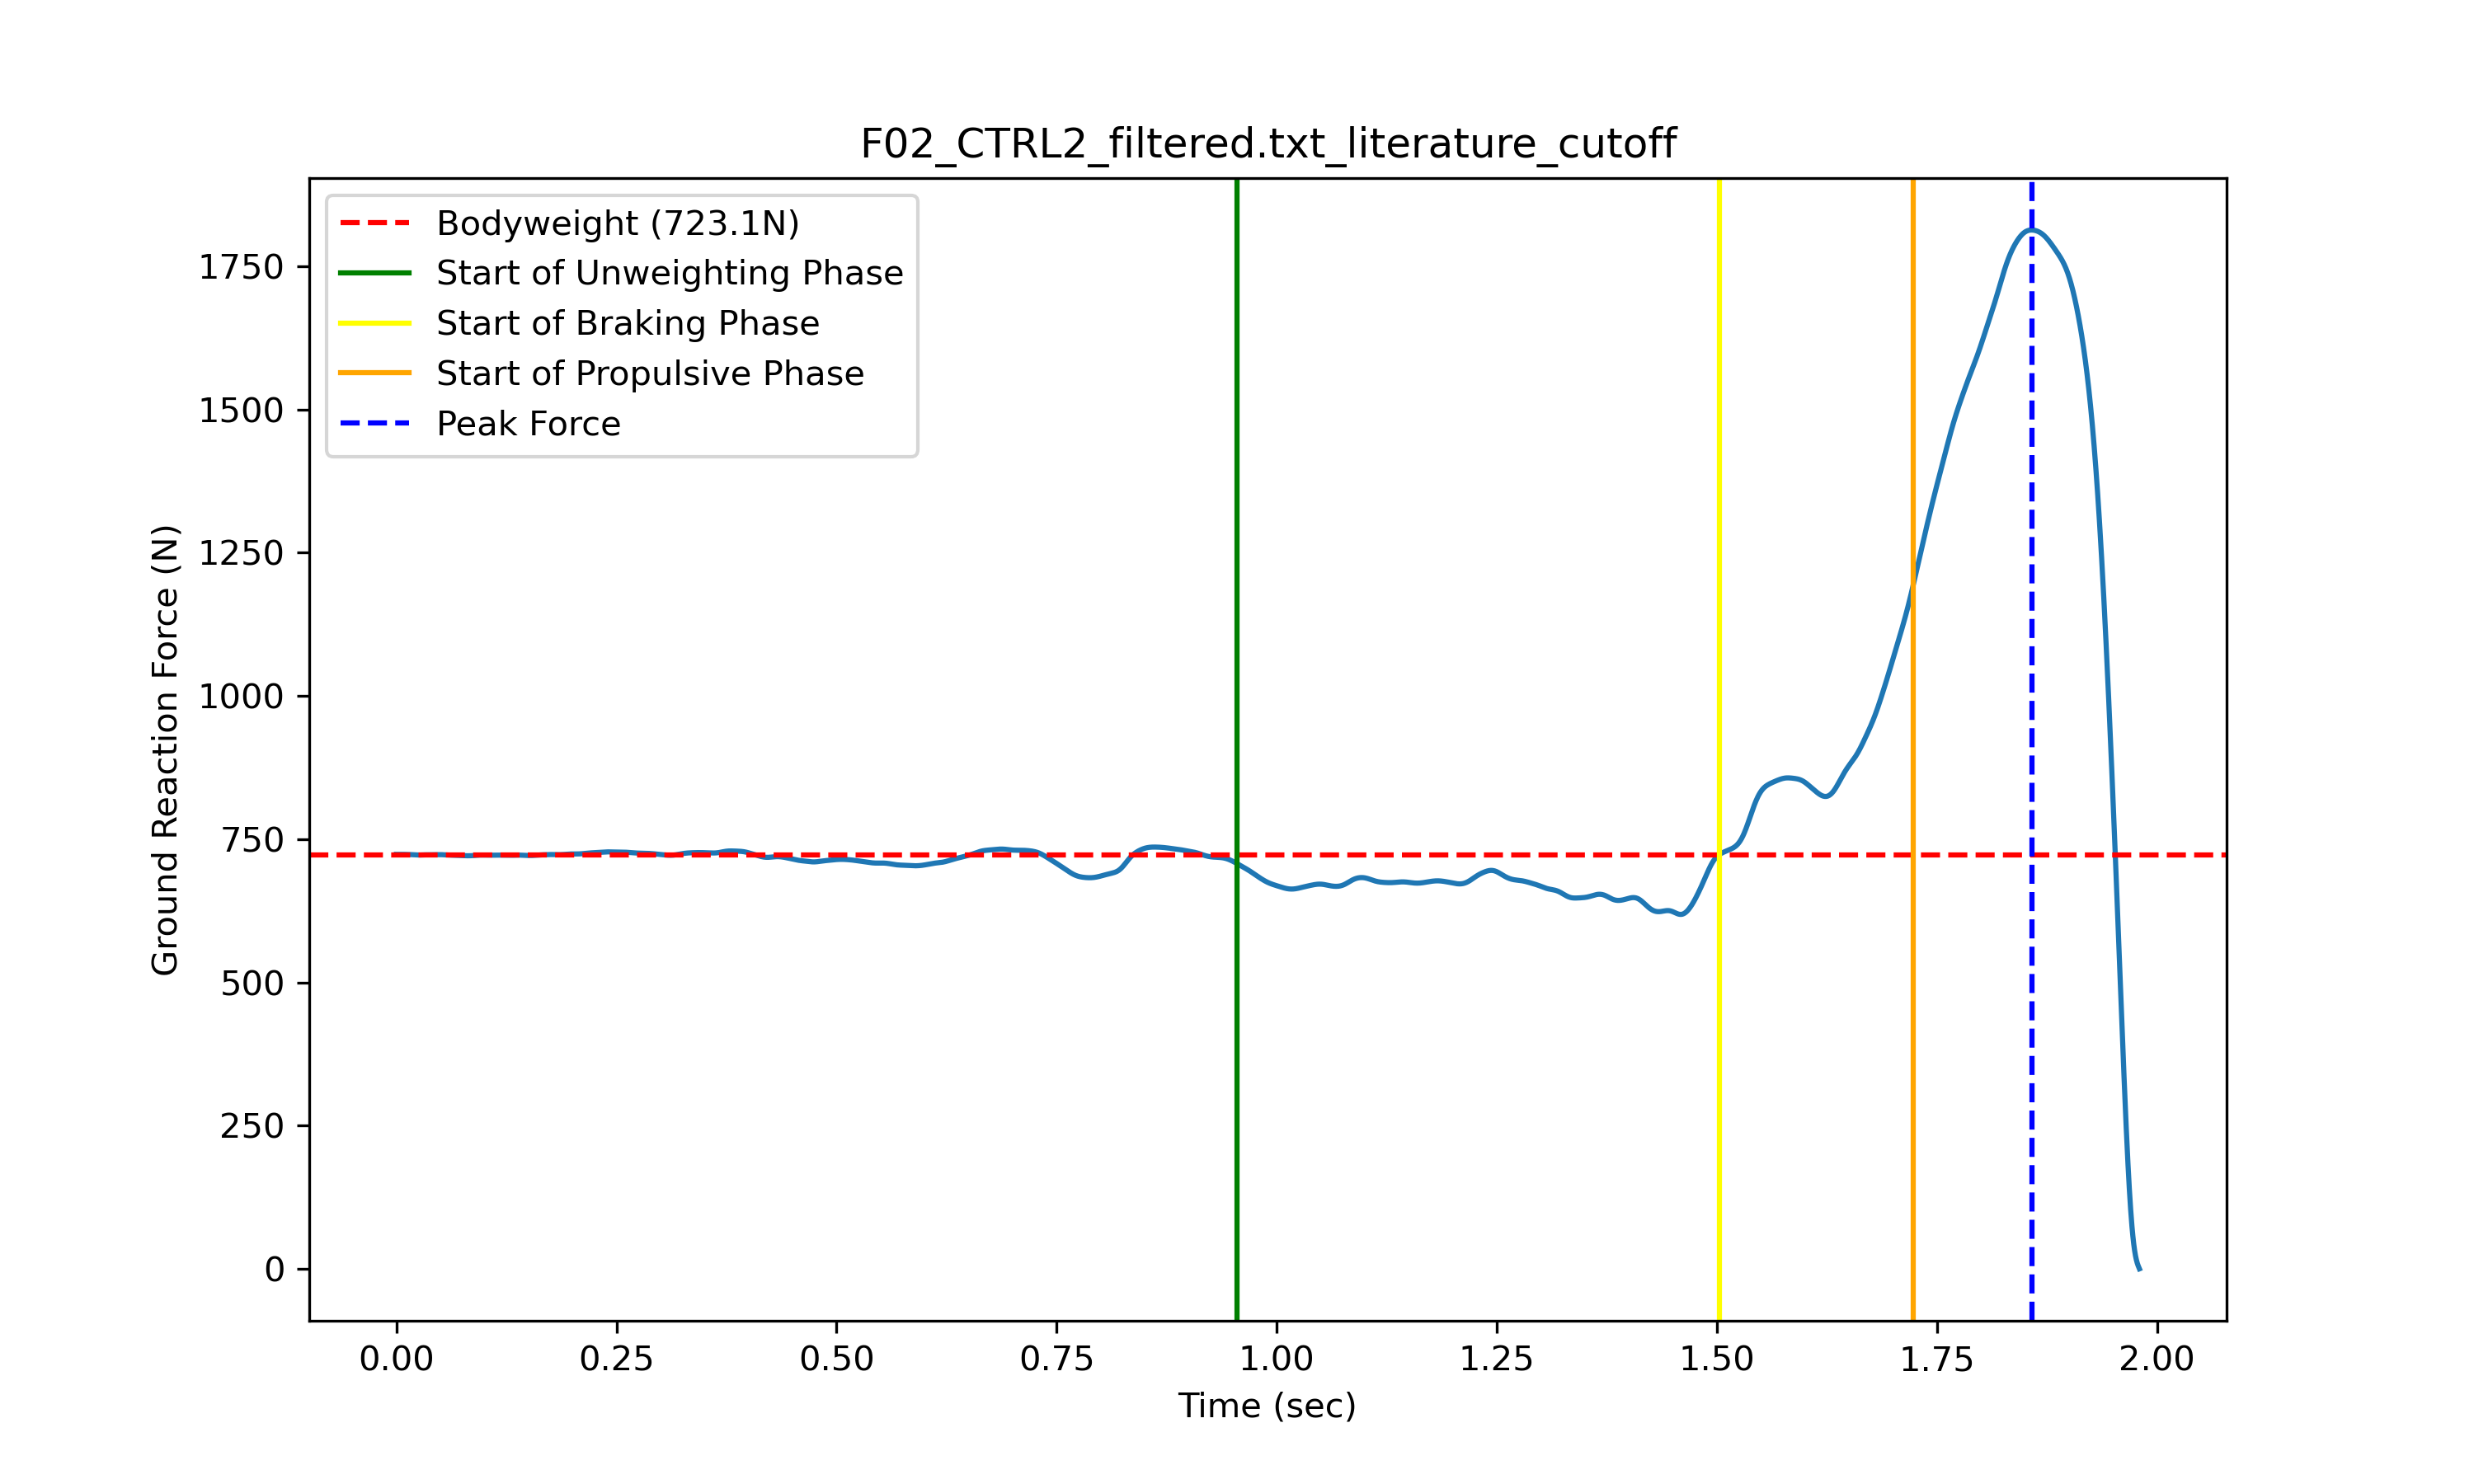 F02_CTRL2_filtered.txt_literature_cutoff
Bodyweight (723.1N)
Start of Unweighting Phase
Start of Braking Phase
Start of Propulsive Phase
Peak Force
Ground Reaction Force (N)
1750
1500
1250
1000
750
500
250
0
0.00 0.25 0.50 0.75 1.00 1.25 1.50 1.75 2.00
Time (sec)